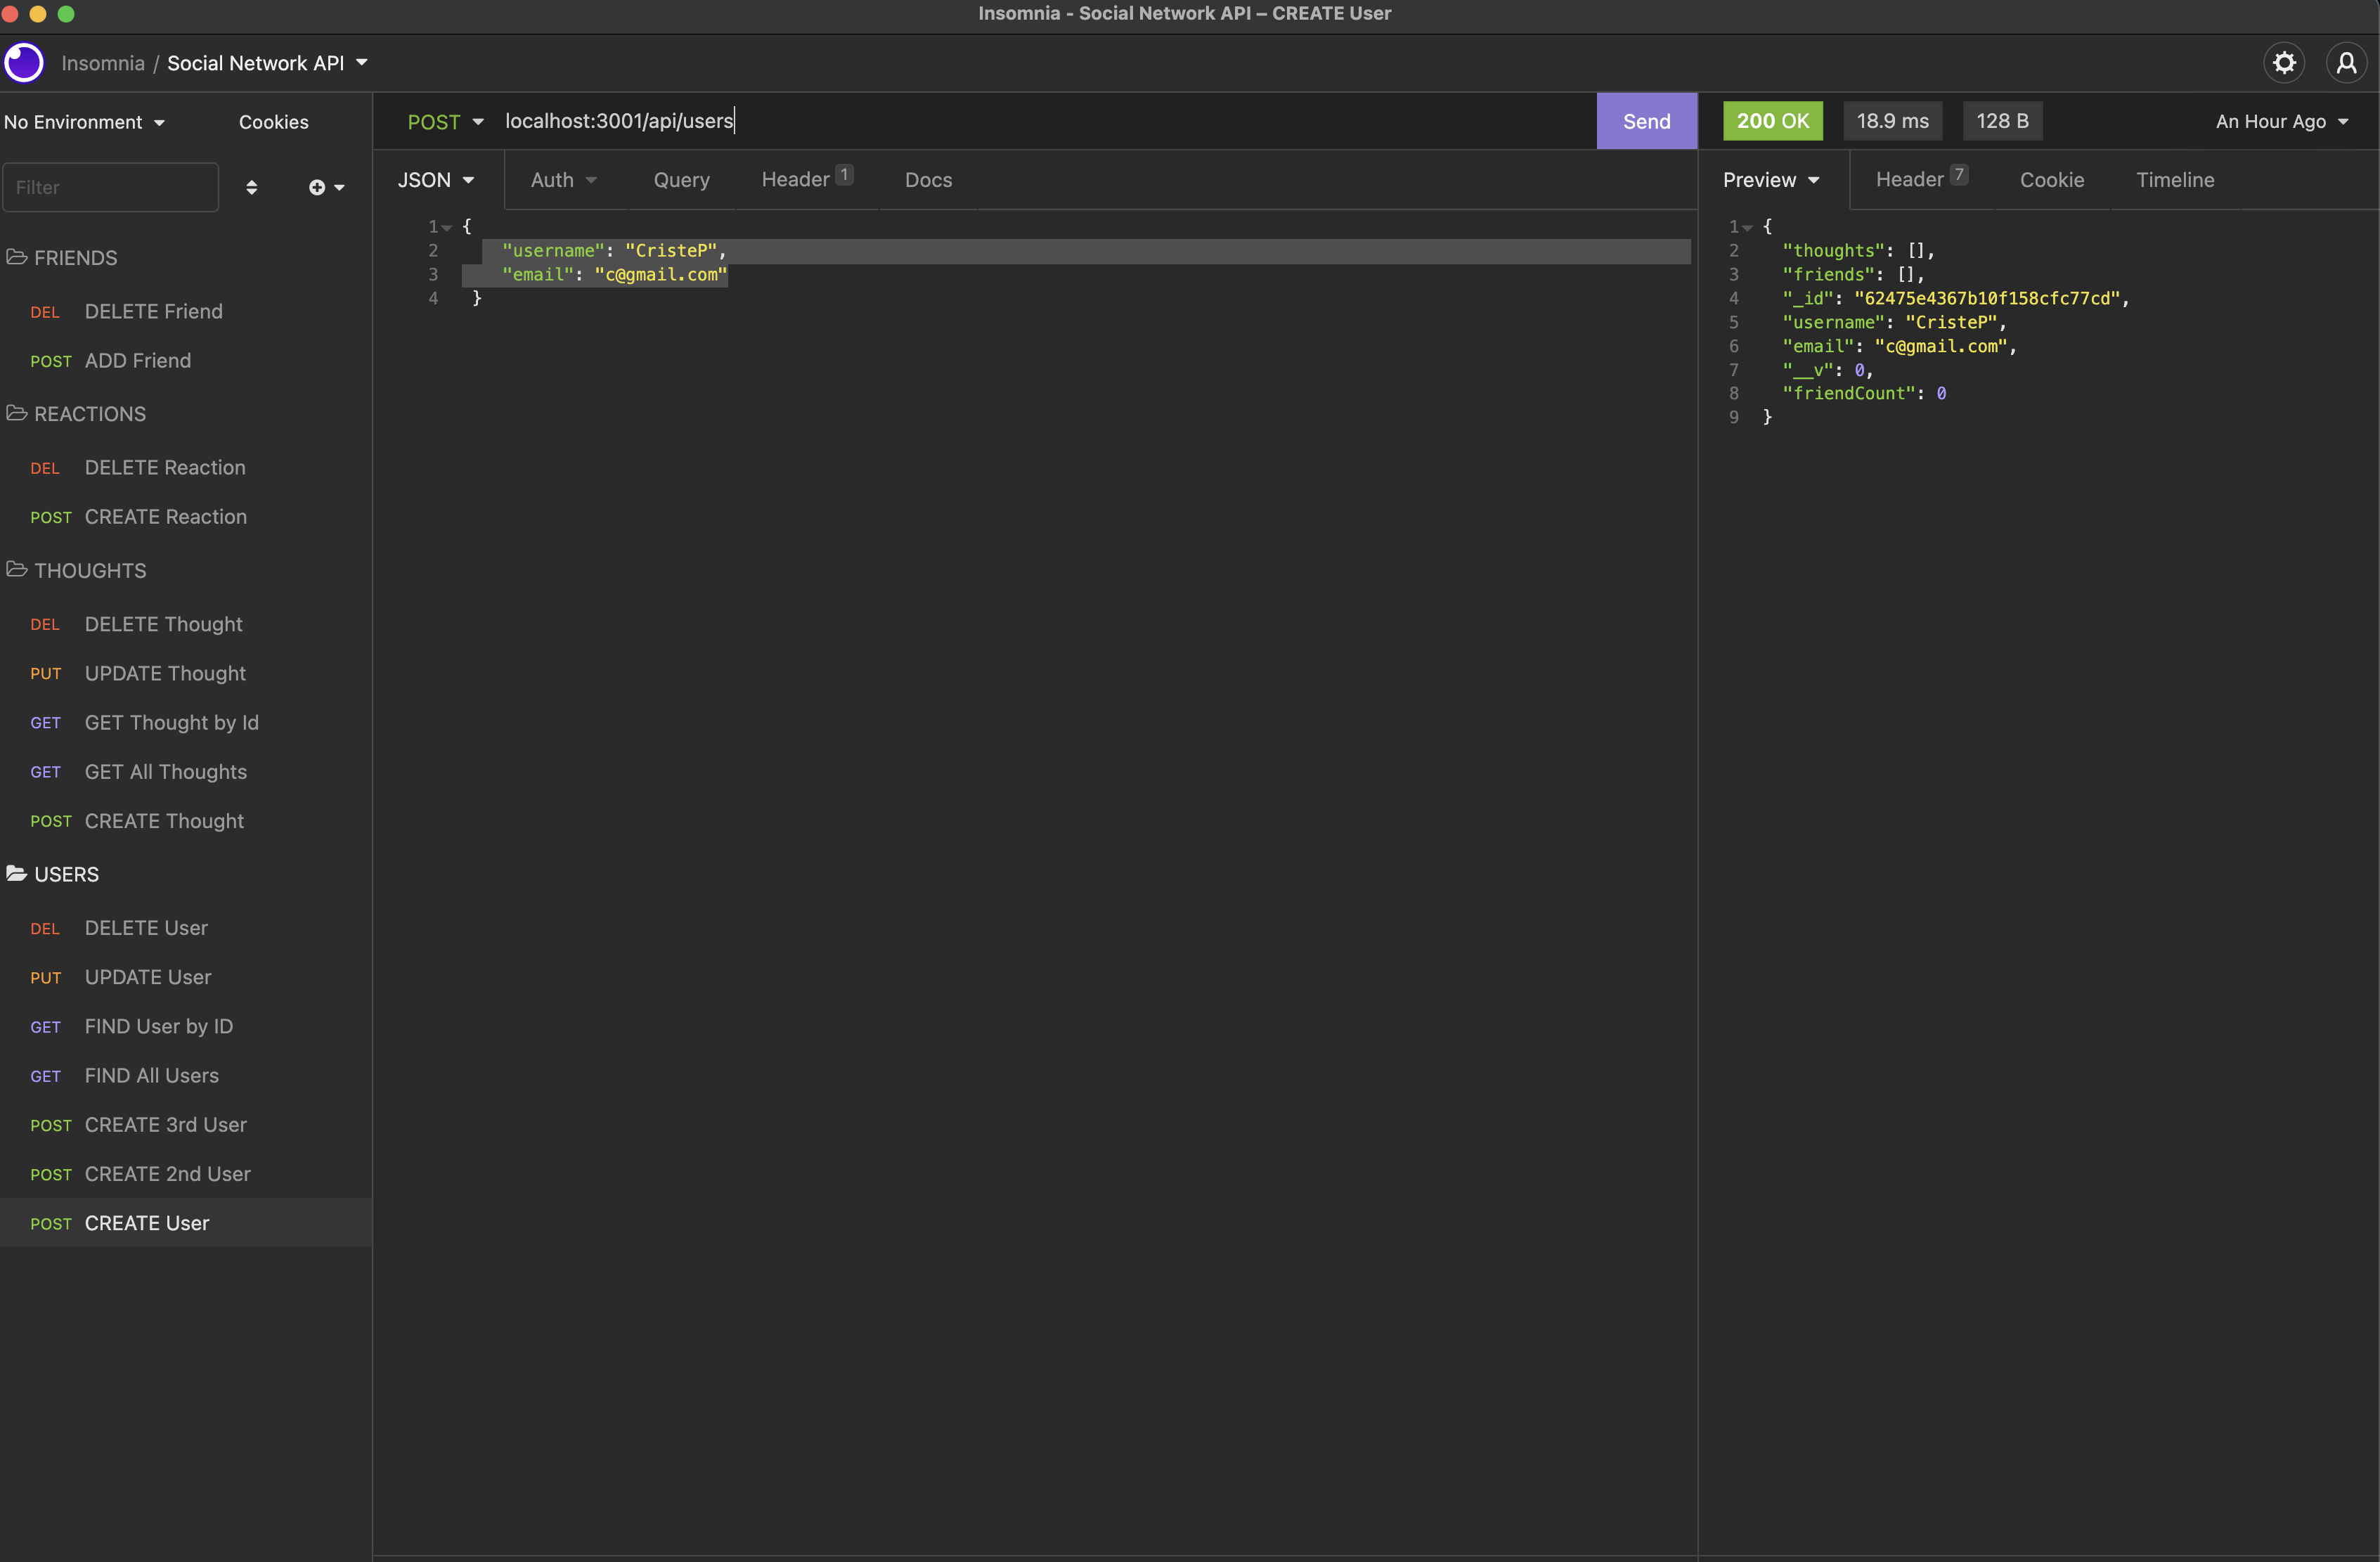 Insomnia - Social Network API – CREATE User
Insomnia / Social Network API
No Environment
Cookies
Filter
FRIENDS
DEL DELETE Friend
POST ADD Friend
REACTIONS
DEL DELETE Reaction
POST CREATE Reaction
THOUGHTS
DEL DELETE Thought
PUT UPDATE Thought
GET GET Thought by Id
GET GET All Thoughts
POST CREATE Thought
USERS
DEL DELETE User
PUT UPDATE User
GET FIND User by ID
GET FIND All Users
POST CREATE 3rd User
POST CREATE 2nd User
POST CREATE User
POST localhost:3001/api/users
Send
JSON Auth Query Header 1 Docs
1 {
2 "username": "CristeP",
3 "email": "c@gmail.com"
4 }
200 OK 18.9 ms 128 B An Hour Ago
Preview Header 7 Cookie Timeline
1 {
2 "thoughts": [],
3 "friends": [],
4 "_id": "62475e4367b10f158cfc77cd",
5 "username": "CristeP",
6 "email": "c@gmail.com",
7 "__v": 0,
8 "friendCount": 0
9 }